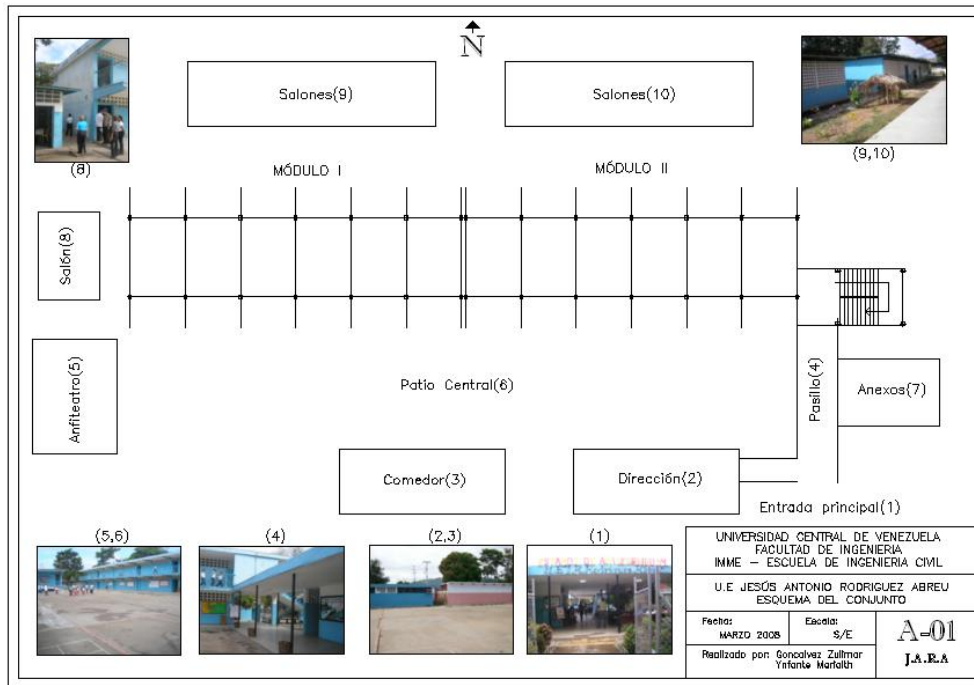 N
Salones(9)
Salones(10)
(8)
(9,10)
MÓDULO I
MÓDULO II
Salón(8)
Anfiteatro(5)
Patio Central(6)
Pasillo(4)
Anexos(7)
Comedor(3)
Dirección(2)
Entrada principal(1)
(5,6)
(4)
(2,3)
(1)
UNIVERSIDAD CENTRAL DE VENEZUELA
FACULTAD DE INGENIERIA
IMME – ESCUELA DE INGENIERIA CIVIL
U.E JESÚS ANTONIO RODRIGUEZ ABREU
ESQUEMA DEL CONJUNTO
Fecha:
MARZO 2008
Escala:
S/E
Realizado por: Goncalvez Zulimar
Ynfante Marialth
A-01
J.A.R.A